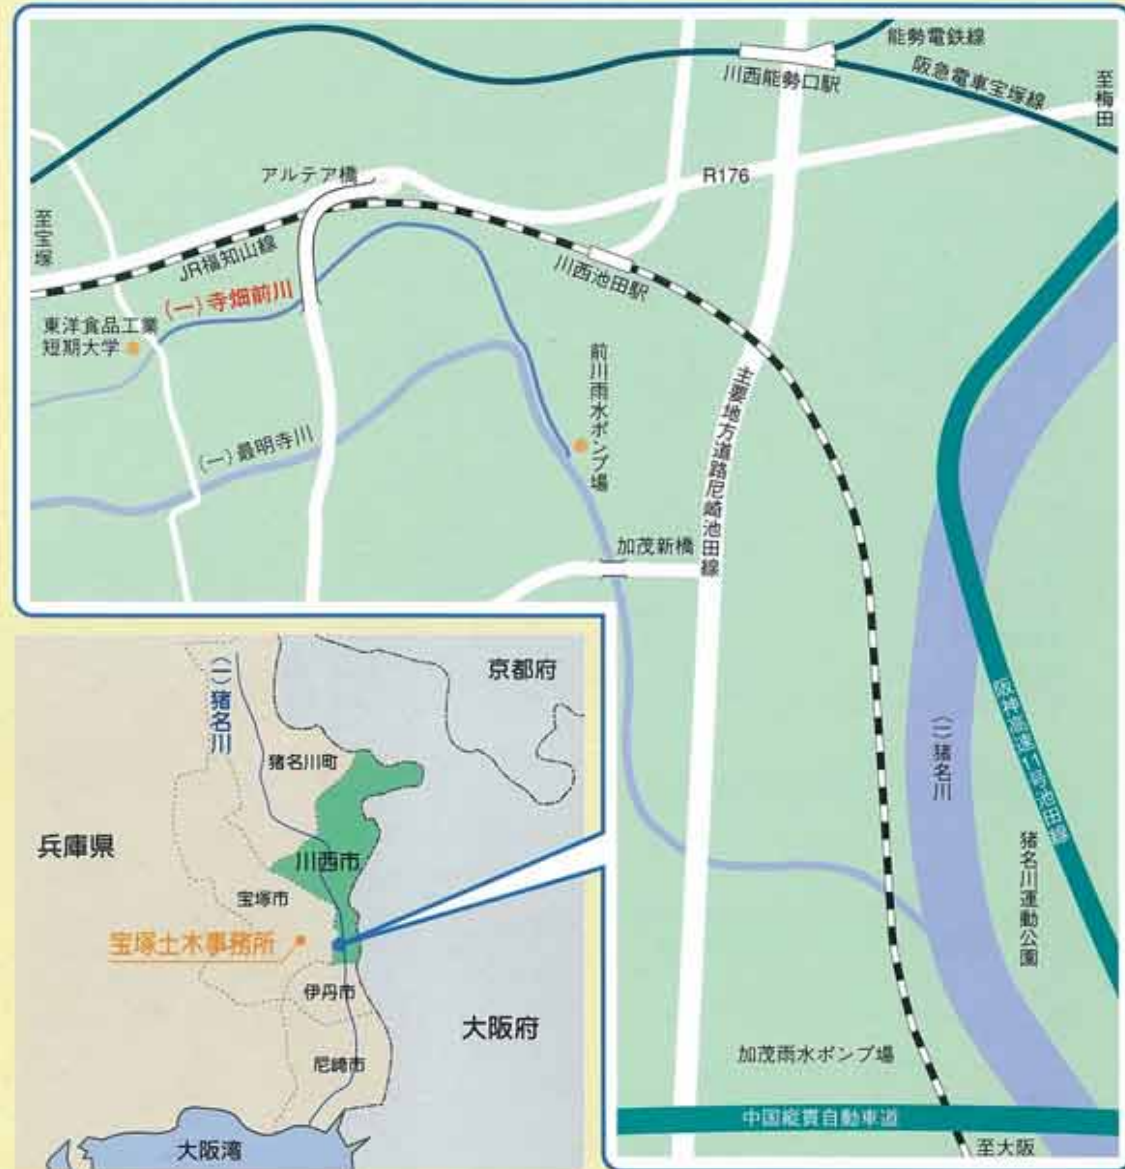 能勢電鉄線
川西能勢口駅
阪急電車宝塚線
至梅田
アルテア橋
R176
至宝塚
JR福知山線
川西池田駅
(一)寺畑前川
東洋食品工業
短期大学
前川雨水ポンプ場
主要地方道路尼崎池田線
(一)最明寺川
加茂新橋
阪神高速11号池田線
(一)猪名川
猪名川運動公園
加茂雨水ポンプ場
中国縦貫自動車道
至大阪
京都府
(一)猪名川
猪名川町
兵庫県
川西市
宝塚市
宝塚土木事務所
伊丹市
大阪府
尼崎市
大阪湾